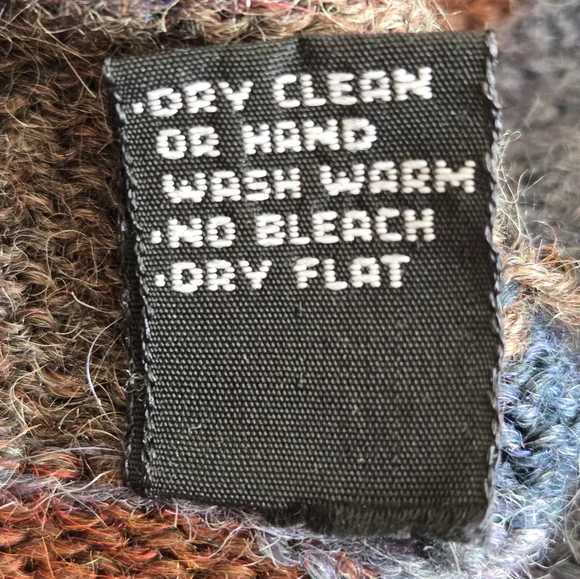 •DRY CLEAN
OR HAND
WASH WARM
•NO BLEACH
•DRY FLAT